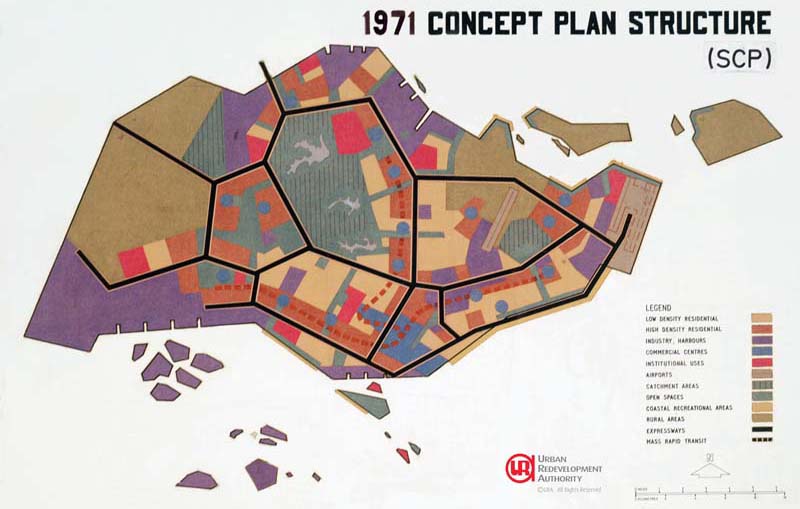 1971 CONCEPT PLAN STRUCTURE
(SCP)
LEGEND
LOW DENSITY RESIDENTIAL
HIGH DENSITY RESIDENTIAL
INDUSTRY, HARBOURS
COMMERCIAL CENTRES
INSTITUTIONAL USES
AIRPORTS
CATCHMENT AREAS
OPEN SPACES
COASTAL RECREATIONAL AREAS
RURAL AREAS
EXPRESSWAYS
MASS RAPID TRANSIT
URBAN
REDEVELOPMENT
AUTHORITY
©URA. All Rights Reserved